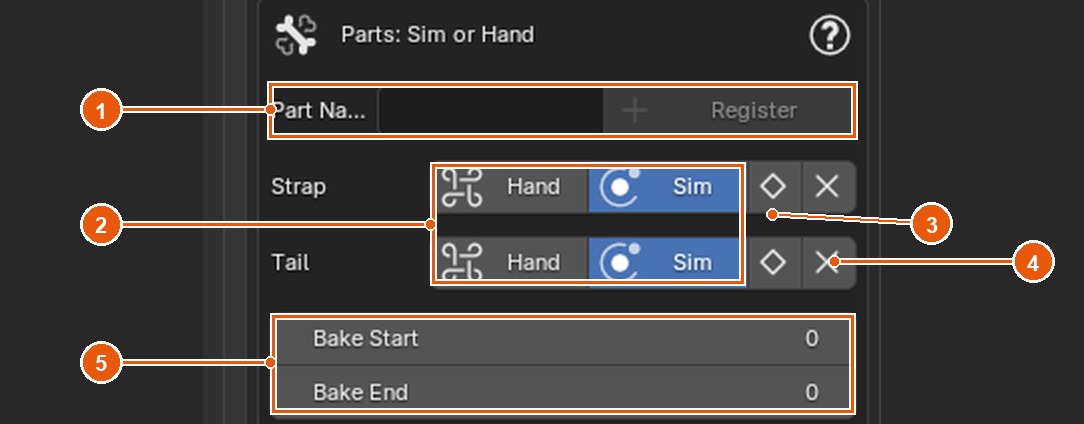 Parts: Sim or Hand
?
1
Part Na... + Register
Strap Hand Sim
2
3
Tail Hand Sim
4
Bake Start 0
5
Bake End 0